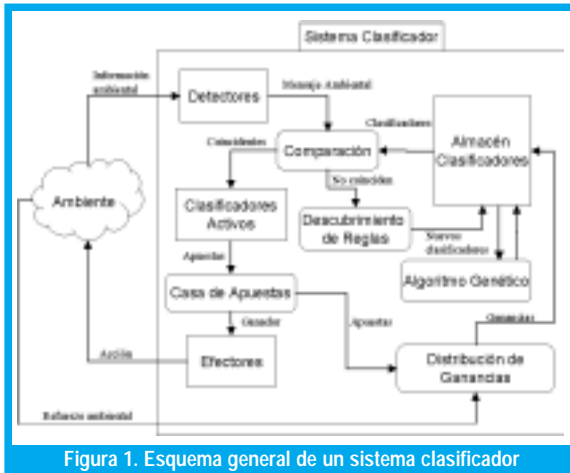 Sistema Clasificador
Información
ambiental
Detectores
Mensaje Ambiental
Clasificadores
Almacén
Clasificadores
Coincidentes
Comparación
No coinciden
Ambiente
Clasificadores
Activos
Descubrimiento
de Reglas
Nuevos
clasificadores
Apuestas
Algoritmo Genético
Casa de Apuestas
Ganador
Apuestas
Ganancias
Acción
Efectores
Distribución de
Ganancias
Refuerzo ambiental
Figura 1. Esquema general de un sistema clasificador